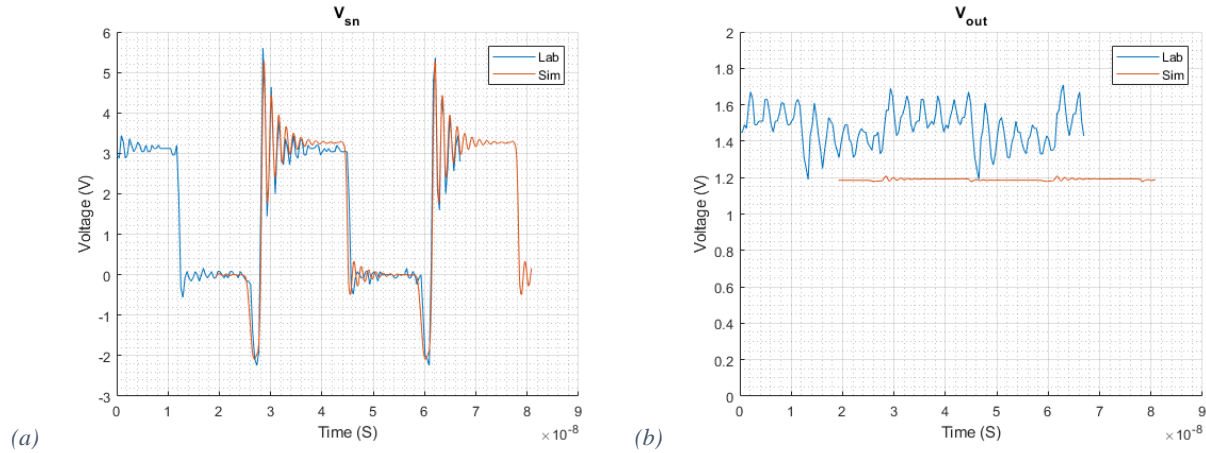 V_sn
6
5
4
3
2
1
0
-1
-2
-3
Voltage (V)
Lab
Sim
0 1 2 3 4 5 6 7 8 9
Time (S)
×10^-8
(a)
V_out
2
1.8
1.6
1.4
1.2
1
0.8
0.6
0.4
0.2
0
Voltage (V)
Lab
Sim
0 1 2 3 4 5 6 7 8 9
Time (S)
×10^-8
(b)